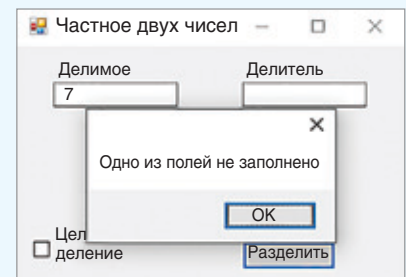 Частное двух чисел
Делимое Делитель
7
Одно из полей не заполнено
OK
Цел
деление Разделить